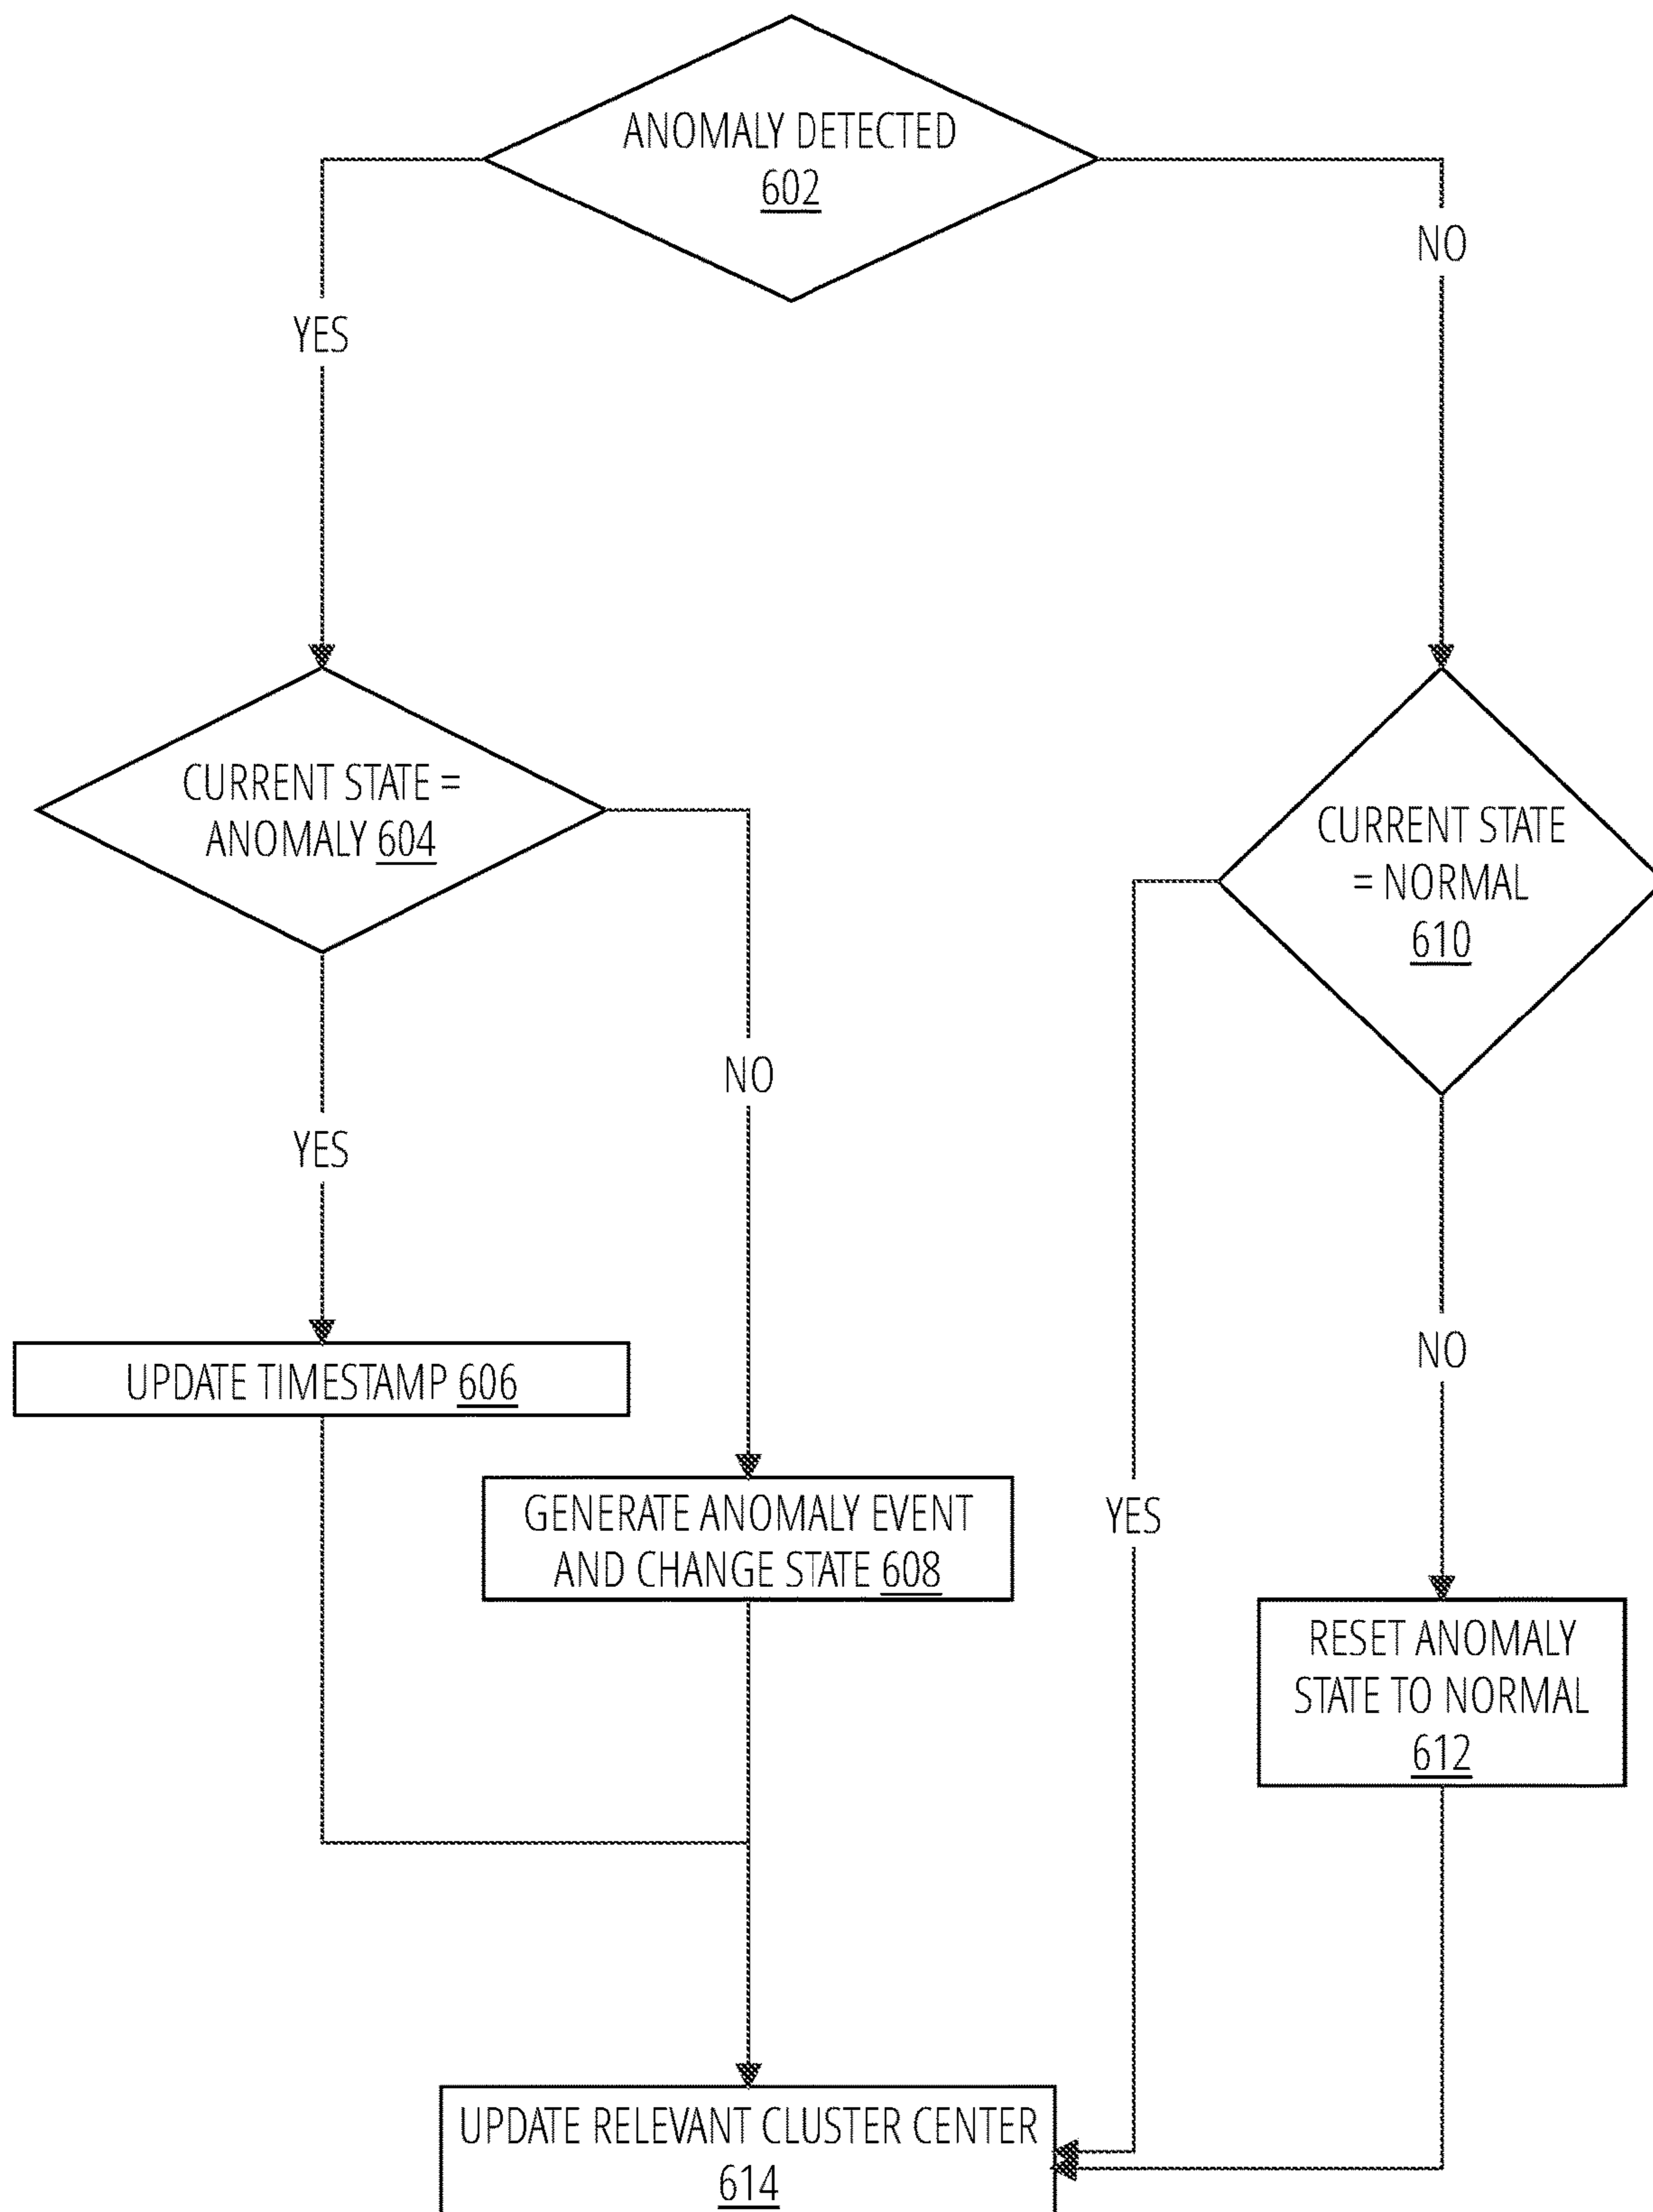 ANOMALY DETECTED
602
YES
NO
CURRENT STATE =
ANOMALY 604
CURRENT STATE
= NORMAL
610
YES
NO
YES
NO
UPDATE TIMESTAMP 606
GENERATE ANOMALY EVENT
AND CHANGE STATE 608
RESET ANOMALY
STATE TO NORMAL
612
UPDATE RELEVANT CLUSTER CENTER
614